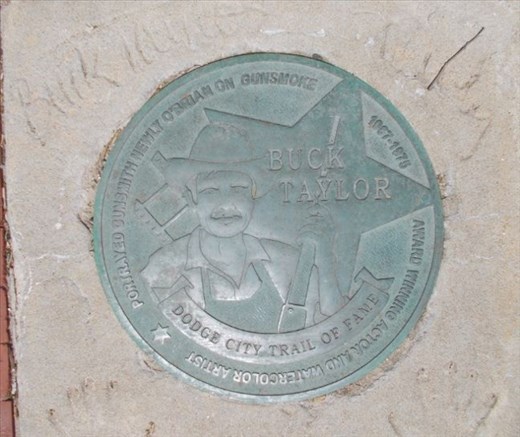 BUCK
PORTRAYED GUNSMITH NEWLY O'BRIAN ON GUNSMOKE
1967-1975
BUCK
TAYLOR
AWARD WINNING ACTOR AND WATERCOLOR ARTIST
DODGE CITY TRAIL OF FAME